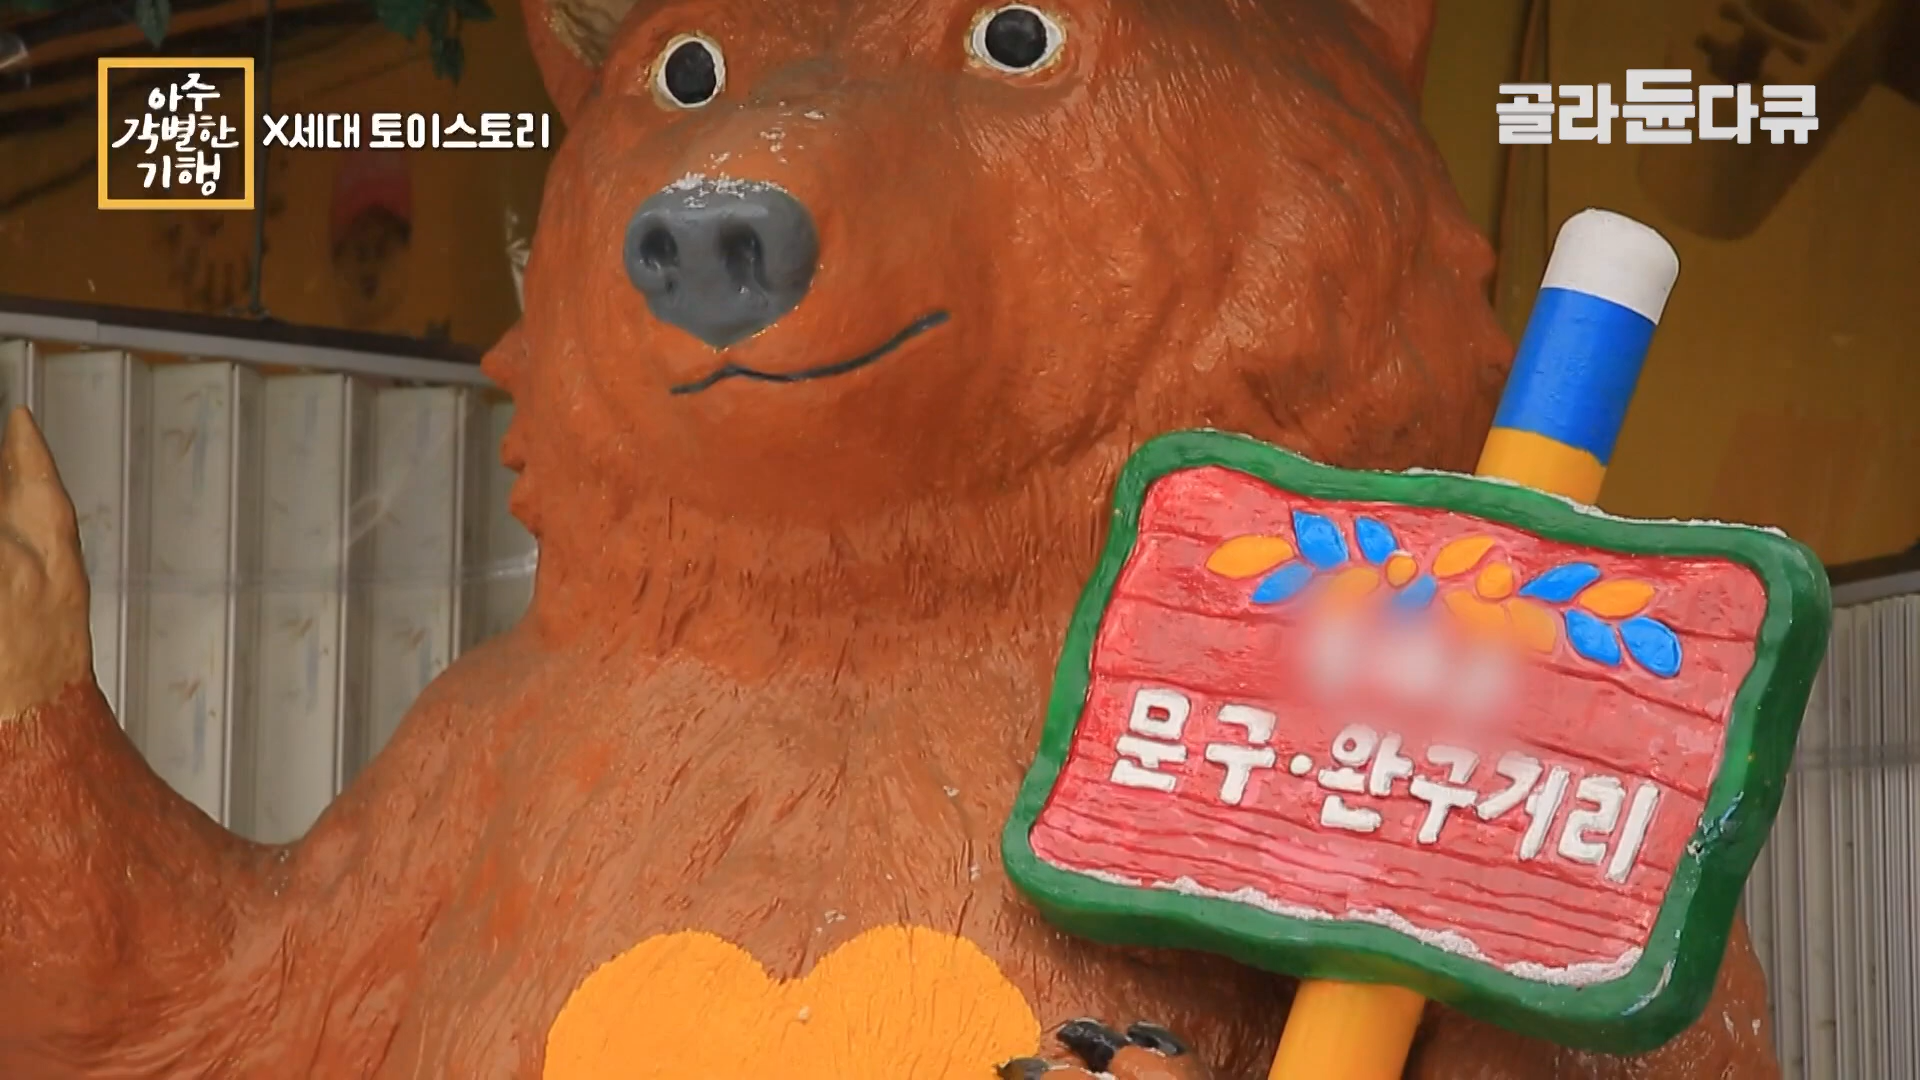 아주
각별한
기행
X세대 토이스토리
골라둔다큐
문구·완구거리